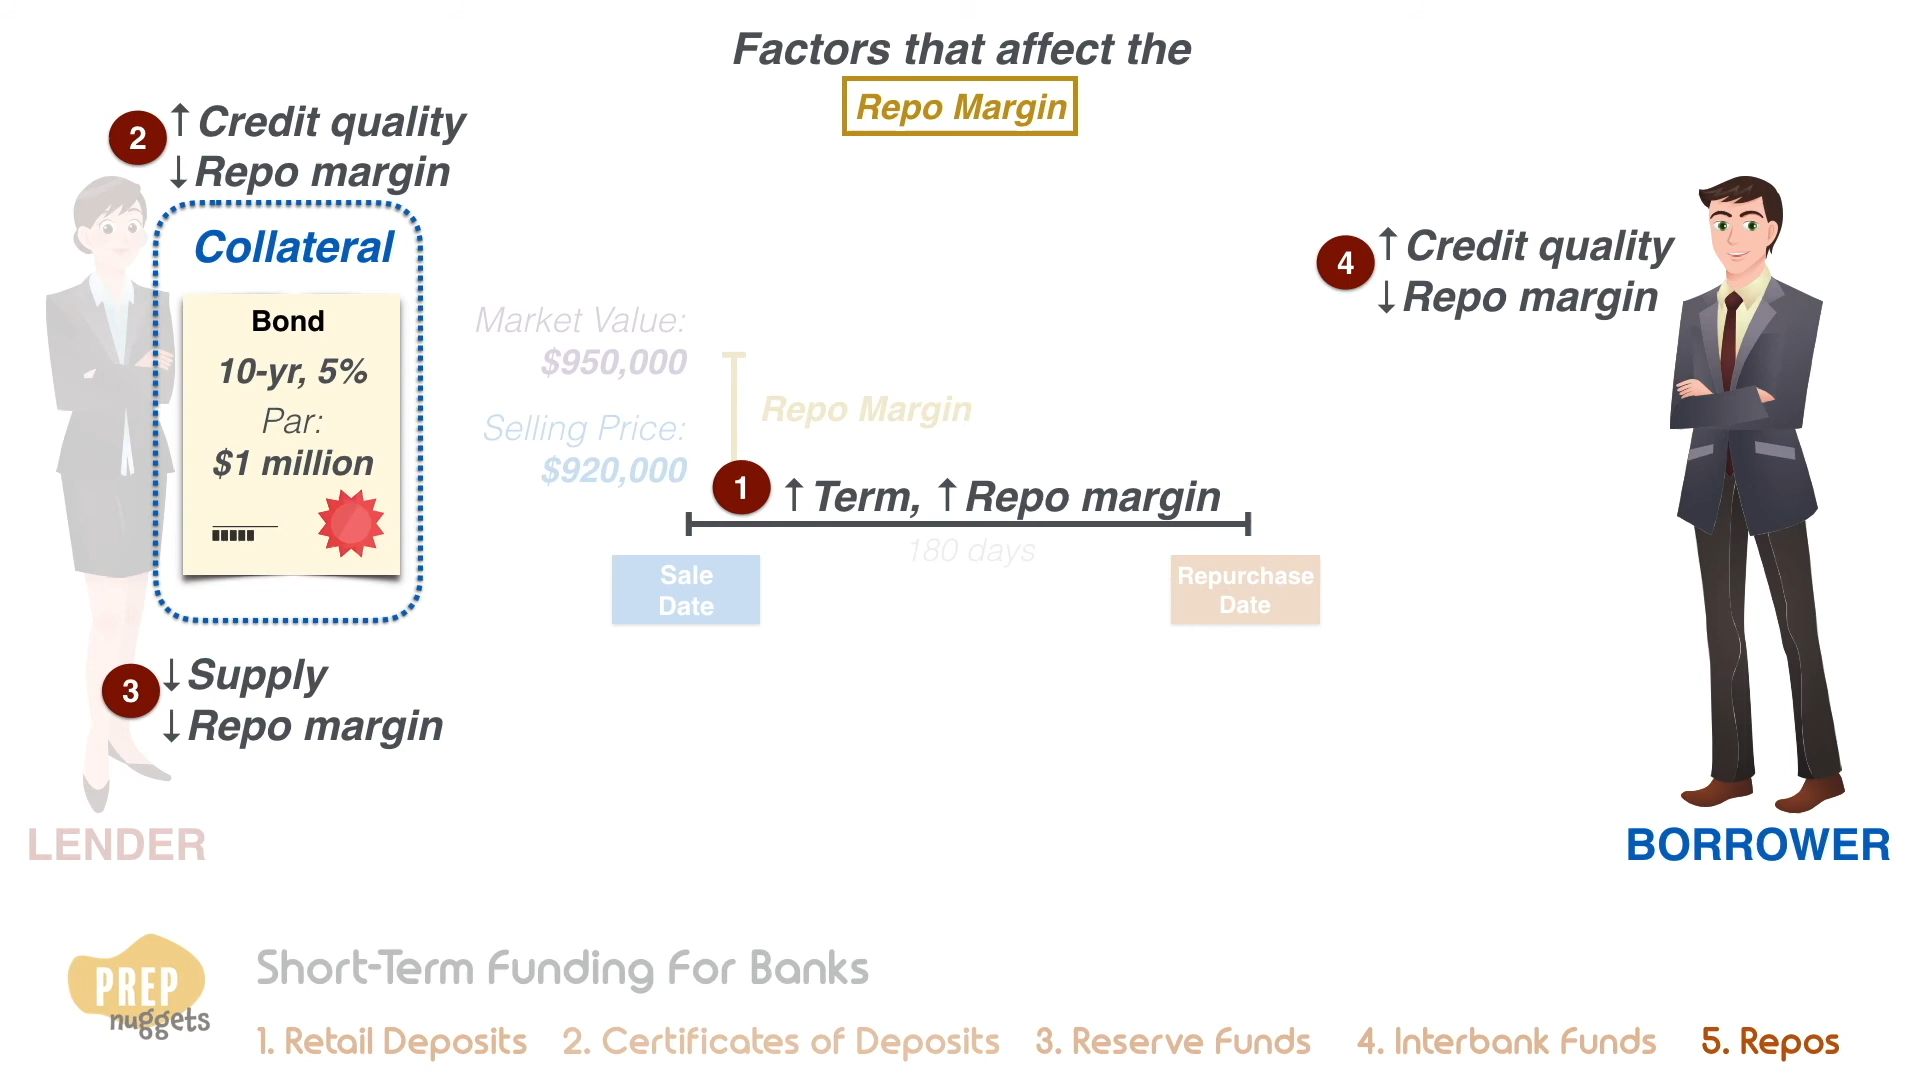 Factors that affect the
Repo Margin
2
↑ Credit quality
↓ Repo margin
Collateral
Bond
10-yr, 5%
Par:
$1 million
Market Value:
$950,000
Selling Price:
$920,000
Repo Margin
1 ↑ Term, ↑ Repo margin
180 days
Sale
Date
Repurchase
Date
4
↑ Credit quality
↓ Repo margin
3
↓ Supply
↓ Repo margin
LENDER
BORROWER
PREP
nuggets
Short-Term Funding For Banks
1. Retail Deposits 2. Certificates of Deposits 3. Reserve Funds 4. Interbank Funds 5. Repos